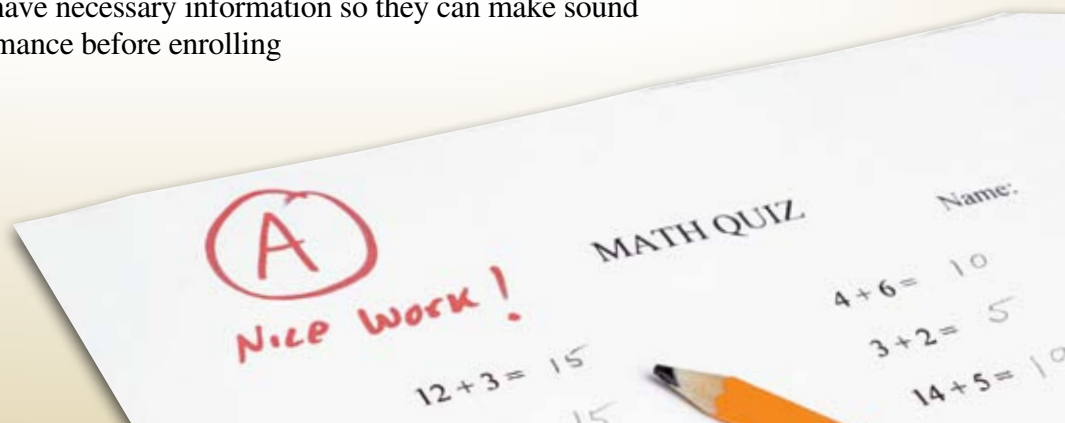 have necessary information so they can make sound
mance before enrolling
A
Nice Work!
MATH QUIZ
Name:
12 + 3 = 15
15
4 + 6 = 10
3 + 2 = 5
14 + 5 =